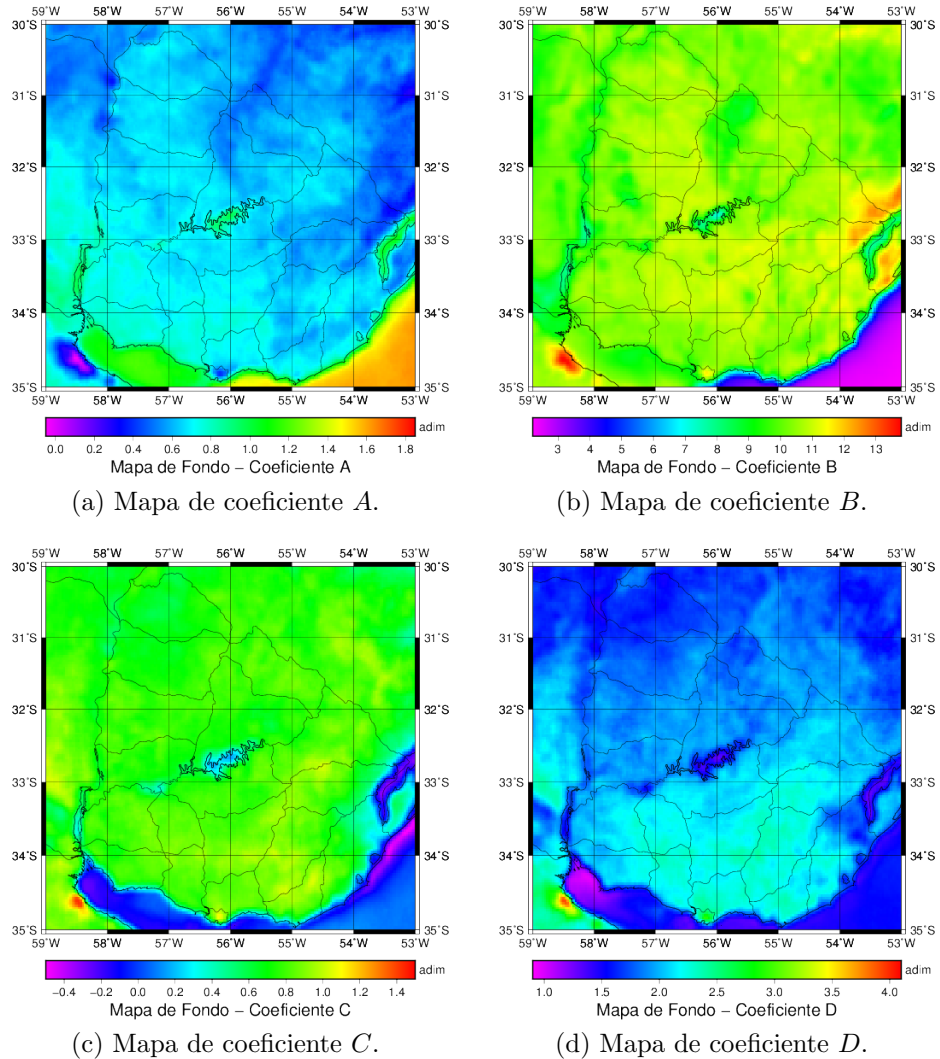 59˚W 58˚W 57˚W 56˚W 55˚W 54˚W 53˚W
30˚S 30˚S
31˚S 31˚S
32˚S 32˚S
33˚S 33˚S
34˚S 34˚S
35˚S 35˚S
59˚W 58˚W 57˚W 56˚W 55˚W 54˚W 53˚W
adim
0.0 0.2 0.4 0.6 0.8 1.0 1.2 1.4 1.6 1.8
Mapa de Fondo – Coeficiente A
(a) Mapa de coeficiente A.
59˚W 58˚W 57˚W 56˚W 55˚W 54˚W 53˚W
30˚S 30˚S
31˚S 31˚S
32˚S 32˚S
33˚S 33˚S
34˚S 34˚S
35˚S 35˚S
59˚W 58˚W 57˚W 56˚W 55˚W 54˚W 53˚W
adim
3 4 5 6 7 8 9 10 11 12 13
Mapa de Fondo – Coeficiente B
(b) Mapa de coeficiente B.
59˚W 58˚W 57˚W 56˚W 55˚W 54˚W 53˚W
30˚S 30˚S
31˚S 31˚S
32˚S 32˚S
33˚S 33˚S
34˚S 34˚S
35˚S 35˚S
59˚W 58˚W 57˚W 56˚W 55˚W 54˚W 53˚W
adim
−0.4 −0.2 0.0 0.2 0.4 0.6 0.8 1.0 1.2 1.4
Mapa de Fondo – Coeficiente C
(c) Mapa de coeficiente C.
59˚W 58˚W 57˚W 56˚W 55˚W 54˚W 53˚W
30˚S 30˚S
31˚S 31˚S
32˚S 32˚S
33˚S 33˚S
34˚S 34˚S
35˚S 35˚S
59˚W 58˚W 57˚W 56˚W 55˚W 54˚W 53˚W
adim
1.0 1.5 2.0 2.5 3.0 3.5 4.0
Mapa de Fondo – Coeficiente D
(d) Mapa de coeficiente D.